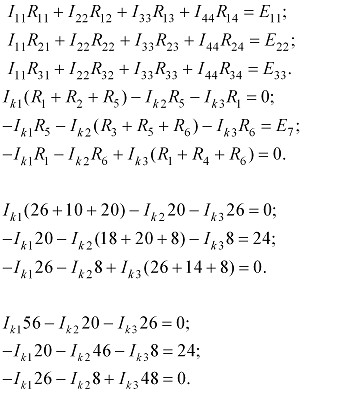 I₁₁R₁₁ + I₂₂R₁₂ + I₃₃R₁₃ + I₄₄R₁₄ = E₁₁;
I₁₁R₂₁ + I₂₂R₂₂ + I₃₃R₂₃ + I₄₄R₂₄ = E₂₂;
I₁₁R₃₁ + I₂₂R₃₂ + I₃₃R₃₃ + I₄₄R₃₄ = E₃₃.
Iₖ₁(R₁ + R₂ + R₅) − Iₖ₂R₅ − Iₖ₃R₁ = 0;
−Iₖ₁R₅ − Iₖ₂(R₃ + R₅ + R₆) − Iₖ₃R₆ = E₇;
−Iₖ₁R₁ − Iₖ₂R₆ + Iₖ₃(R₁ + R₄ + R₆) = 0.
Iₖ₁(26 + 10 + 20) − Iₖ₂20 − Iₖ₃26 = 0;
−Iₖ₁20 − Iₖ₂(18 + 20 + 8) − Iₖ₃8 = 24;
−Iₖ₁26 − Iₖ₂8 + Iₖ₃(26 + 14 + 8) = 0.
Iₖ₁56 − Iₖ₂20 − Iₖ₃26 = 0;
−Iₖ₁20 − Iₖ₂46 − Iₖ₃8 = 24;
−Iₖ₁26 − Iₖ₂8 + Iₖ₃48 = 0.